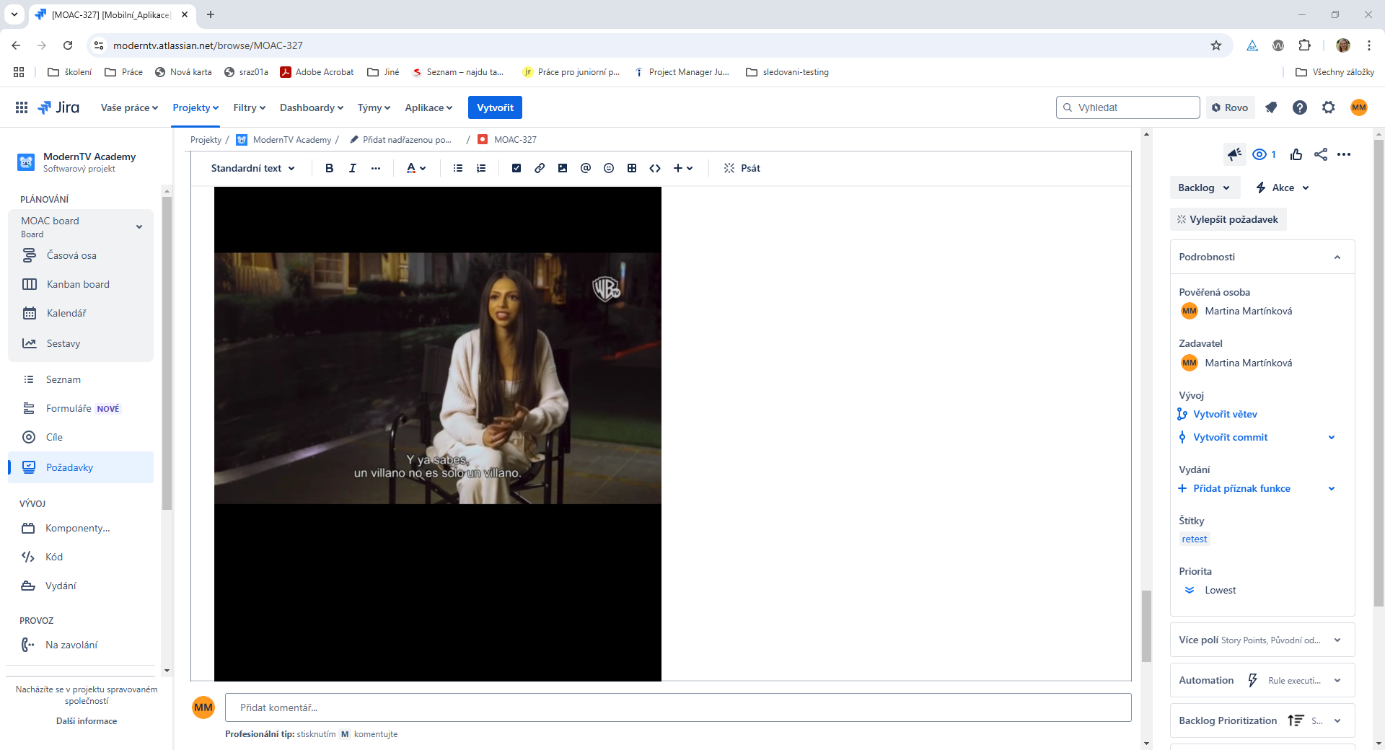 [MOAC-327] [Mobilní_Aplikace]
moderntv.atlassian.net/browse/MOAC-327
školení
Práce
Nová karta
sraz01a
Adobe Acrobat
Jiné
Seznam – najdu ta...
jr
Práce pro juniorní p...
Project Manager Ju...
sledovani-testing
Všechny záložky
Jira
Vaše práce
Projekty
Filtry
Dashboardy
Týmy
Aplikace
Vytvořit
Vyhledat
Rovo
MM
ModernTV Academy
Softwarový projekt
PLÁNOVÁNÍ
MOAC board
Board
Časová osa
Kanban board
Kalendář
Sestavy
Seznam
Formuláře NOVÉ
Cíle
Požadavky
VÝVOJ
Komponenty...
Kód
Vydání
PROVOZ
Na zavolání
Nacházíte se v projektu spravovaném
společností
Další informace
Projekty / ModernTV Academy / Přidat nadřazenou po... / MOAC-327
Standardní text
B I ... A
Psát
WB TV
Y ya sabes,
un villano no es sólo un villano.
MM
Přidat komentář...
Profesionální tip: stisknutím M komentujte
1
Backlog
Akce
Vylepšit požadavek
Podrobnosti
Pověřená osoba
MM Martina Martínková
Zadavatel
MM Martina Martínková
Vývoj
Vytvořit větev
Vytvořit commit
Vydání
Přidat příznak funkce
Štítky
retest
Priorita
Lowest
Více polí Story Points, Původní od...
Automation Rule executi...
Backlog Prioritization S...